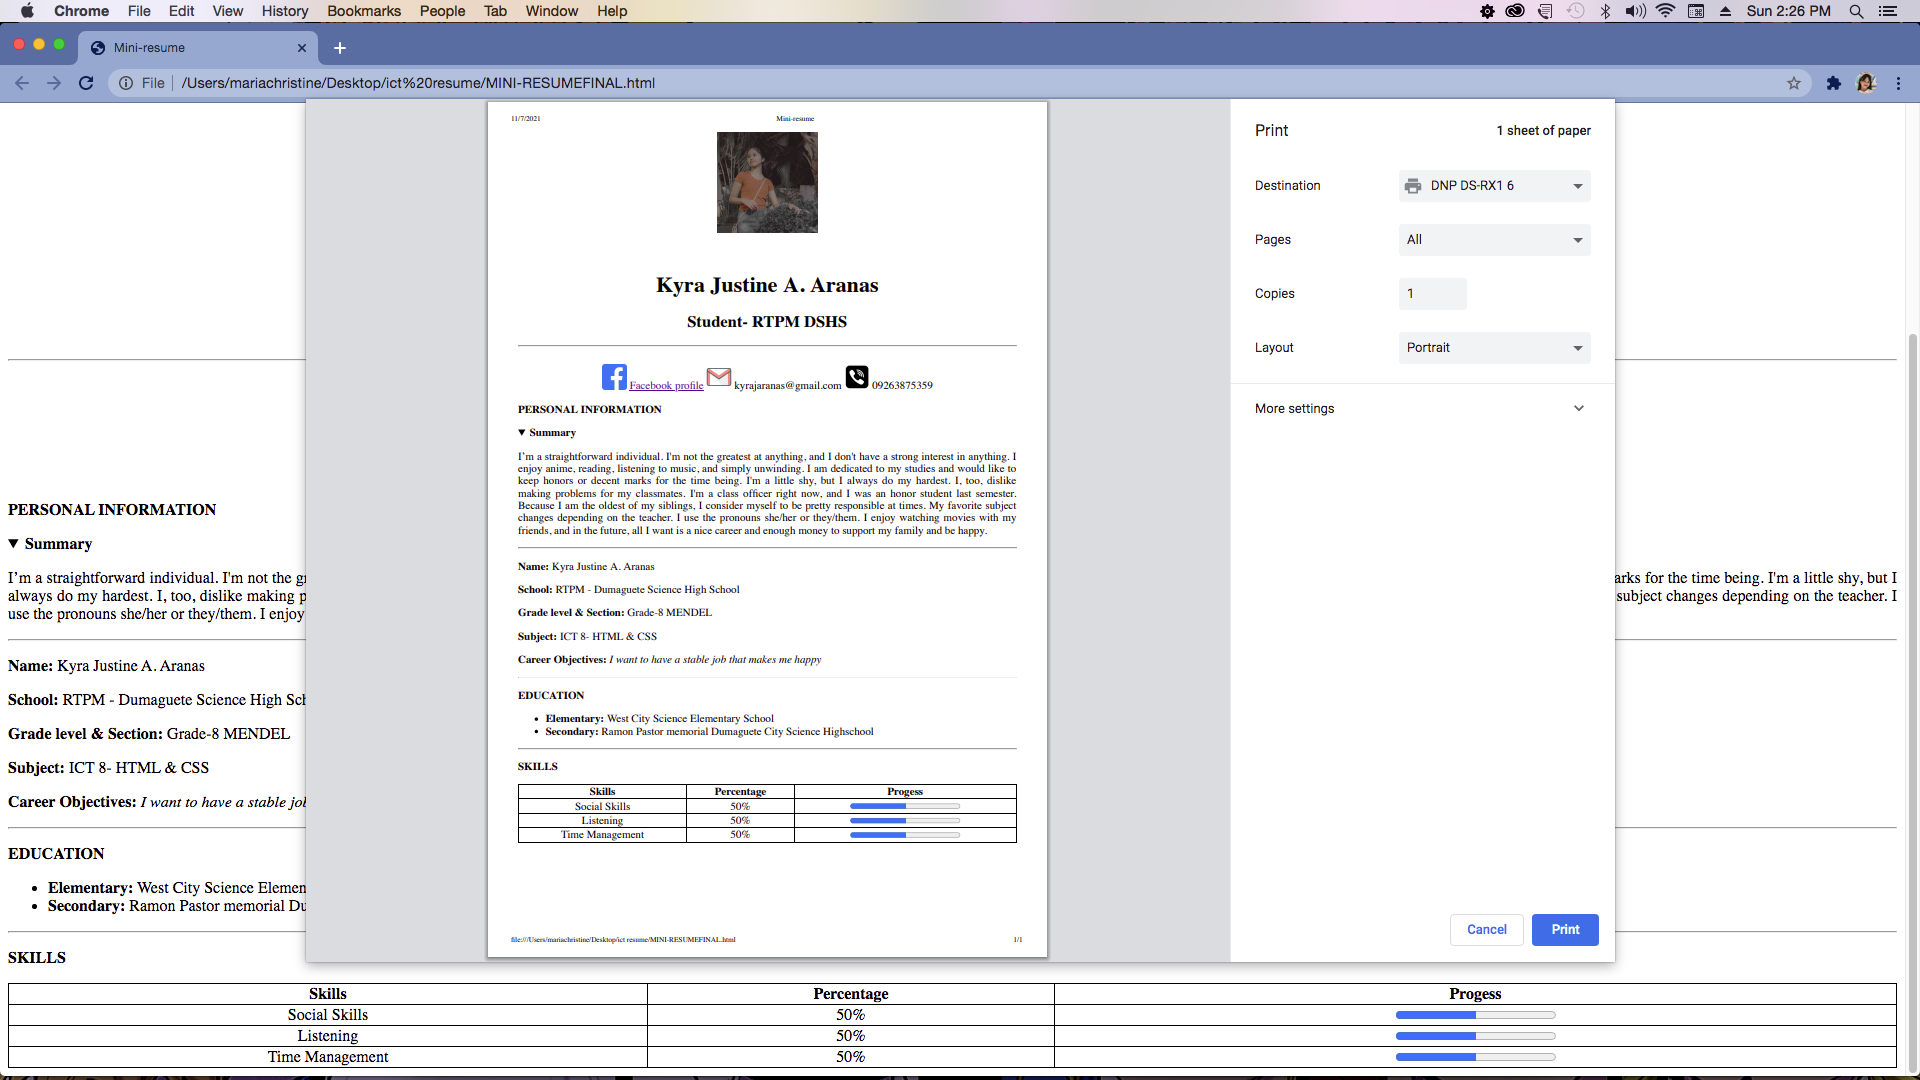 Chrome File Edit View History Bookmarks People Tab Window Help Sun 2:26 PM
Mini-resume
File /Users/mariachristine/Desktop/ict%20resume/MINI-RESUMEFINAL.html
11/7/2021 Mini-resume
Kyra Justine A. Aranas
Student- RTPM DSHS
Facebook profile kyrajaranas@gmail.com 09263875359
PERSONAL INFORMATION
Summary
I'm a straightforward individual. I'm not the greatest at anything, and I don't have a strong interest in anything. I
enjoy anime, reading, listening to music, and simply unwinding. I am dedicated to my studies and would like to
keep honors or decent marks for the time being. I'm a little shy, but I always do my hardest. I, too, dislike
making problems for my classmates. I'm a class officer right now, and I was an honor student last semester.
Because I am the oldest of my siblings, I consider myself to be pretty responsible at times. My favorite subject
changes depending on the teacher. I use the pronouns she/her or they/them. I enjoy watching movies with my
friends, and in the future, all I want is a nice career and enough money to support my family and be happy.
Name: Kyra Justine A. Aranas
School: RTPM - Dumaguete Science High School
Grade level & Section: Grade-8 MENDEL
Subject: ICT 8- HTML & CSS
Career Objectives: I want to have a stable job that makes me happy
EDUCATION
• Elementary: West City Science Elementary School
• Secondary: Ramon Pastor memorial Dumaguete City Science Highschool
SKILLS
Skills Percentage Progess
Social Skills 50%
Listening 50%
Time Management 50%
file:///Users/mariachristine/Desktop/ict resume/MINI-RESUMEFINAL.html 1/1
Print 1 sheet of paper
Destination DNP DS-RX1 6
Pages All
Copies 1
Layout Portrait
More settings
Cancel Print
PERSONAL INFORMATION
Summary
I'm a straightforward individual. I'm not the gr arks for the time being. I'm a little shy, but I
always do my hardest. I, too, dislike making p subject changes depending on the teacher. I
use the pronouns she/her or they/them. I enjoy
Name: Kyra Justine A. Aranas
School: RTPM - Dumaguete Science High Sch
Grade level & Section: Grade-8 MENDEL
Subject: ICT 8- HTML & CSS
Career Objectives: I want to have a stable jol
EDUCATION
• Elementary: West City Science Elemen
• Secondary: Ramon Pastor memorial Du
SKILLS
Skills Percentage Progess
Social Skills 50%
Listening 50%
Time Management 50%